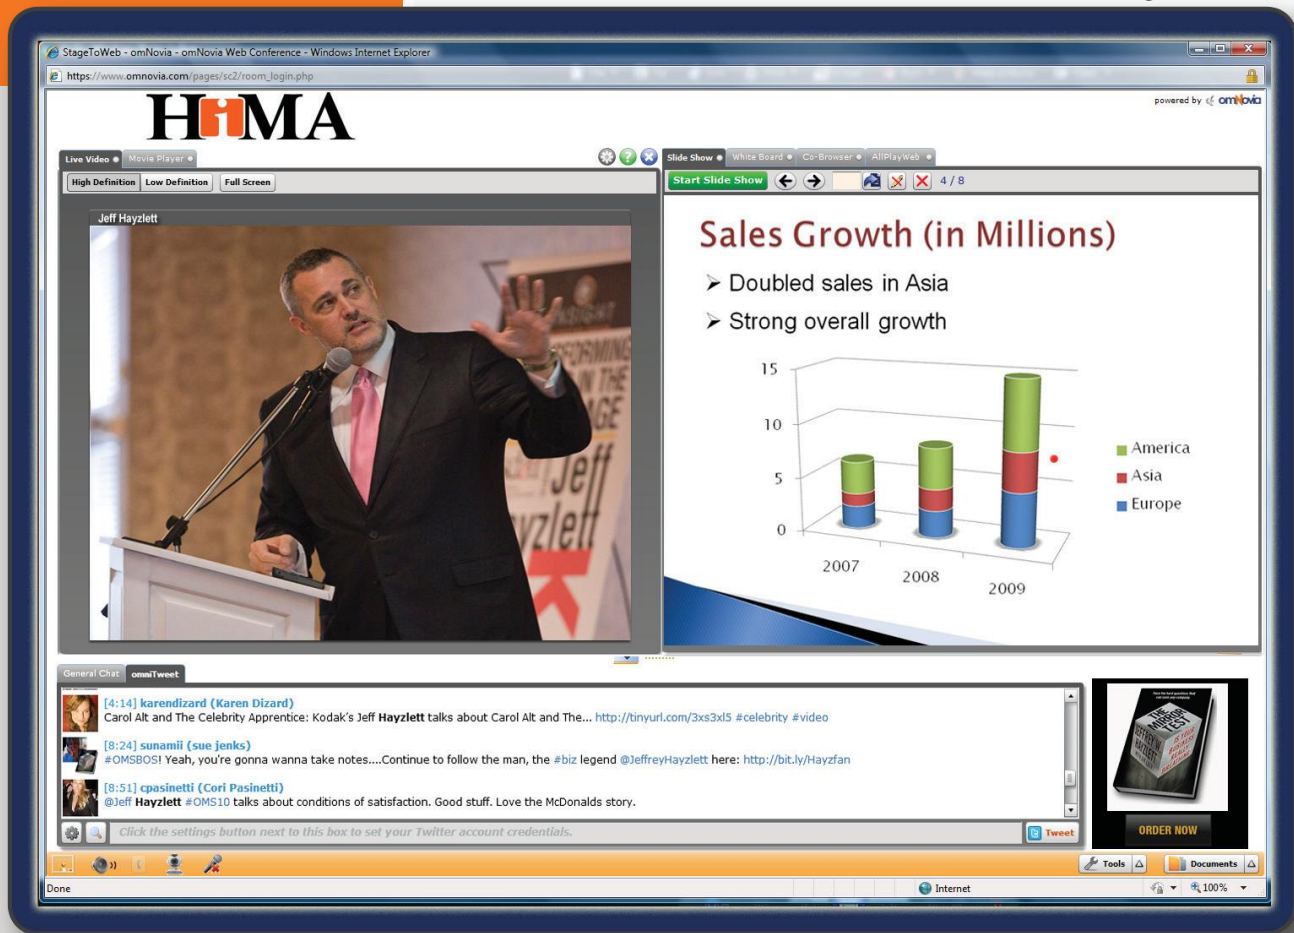 StageToWeb - omNovia - omNovia Web Conference - Windows Internet Explorer
https://www.omnovia.com/pages/sc2/room_login.php
HiMA
powered by omNovia
Live Video
Movie Player
High Definition
Low Definition
Full Screen
Jeff Hayzlett
INSIGHT
Jeff
Slide Show
White Board
Co-Browser
AllPlayWeb
Start Slide Show
4 / 8
Sales Growth (in Millions)
➢ Doubled sales in Asia
➢ Strong overall growth
15
10
5
0
2007
2008
2009
America
Asia
Europe
General Chat
omniTweet
[4:14] karendizard (Karen Dizard)
Carol Alt and The Celebrity Apprentice: Kodak's Jeff Hayzlett talks about Carol Alt and The... http://tinyurl.com/3xs3xl5 #celebrity #video
[8:24] sunamii (sue jenks)
#OMSBOS! Yeah, you're gonna wanna take notes....Continue to follow the man, the #biz legend @JeffreyHayzlett here: http://bit.ly/Hayzfan
[8:51] cpasinetti (Cori Pasinetti)
@Jeff Hayzlett #OMS10 talks about conditions of satisfaction. Good stuff. Love the McDonalds story.
Click the settings button next to this box to set your Twitter account credentials.
Tweet
THE
MIRROR
TEST
JEFFREY W.
HAYZLETT
ORDER NOW
Tools
Documents
Done
Internet
100%